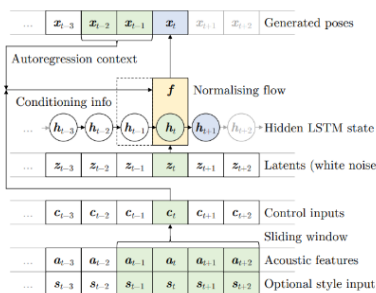 ... x_{t-3} x_{t-2} x_{t-1} x_t x_{t+1} x_{t+2} ... Generated poses
Autoregression context
f Normalising flow
Conditioning info
... h_{t-3} h_{t-2} h_{t-1} h_t h_{t+1} h_{t+2} ... Hidden LSTM state
... z_{t-3} z_{t-2} z_{t-1} z_t z_{t+1} z_{t+2} ... Latents (white noise
... c_{t-3} c_{t-2} c_{t-1} c_t c_{t+1} c_{t+2} ... Control inputs
Sliding window
... a_{t-3} a_{t-2} a_{t-1} a_t a_{t+1} a_{t+2} ... Acoustic features
... s_{t-3} s_{t-2} s_{t-1} s_t s_{t+1} s_{t+2} ... Optional style input